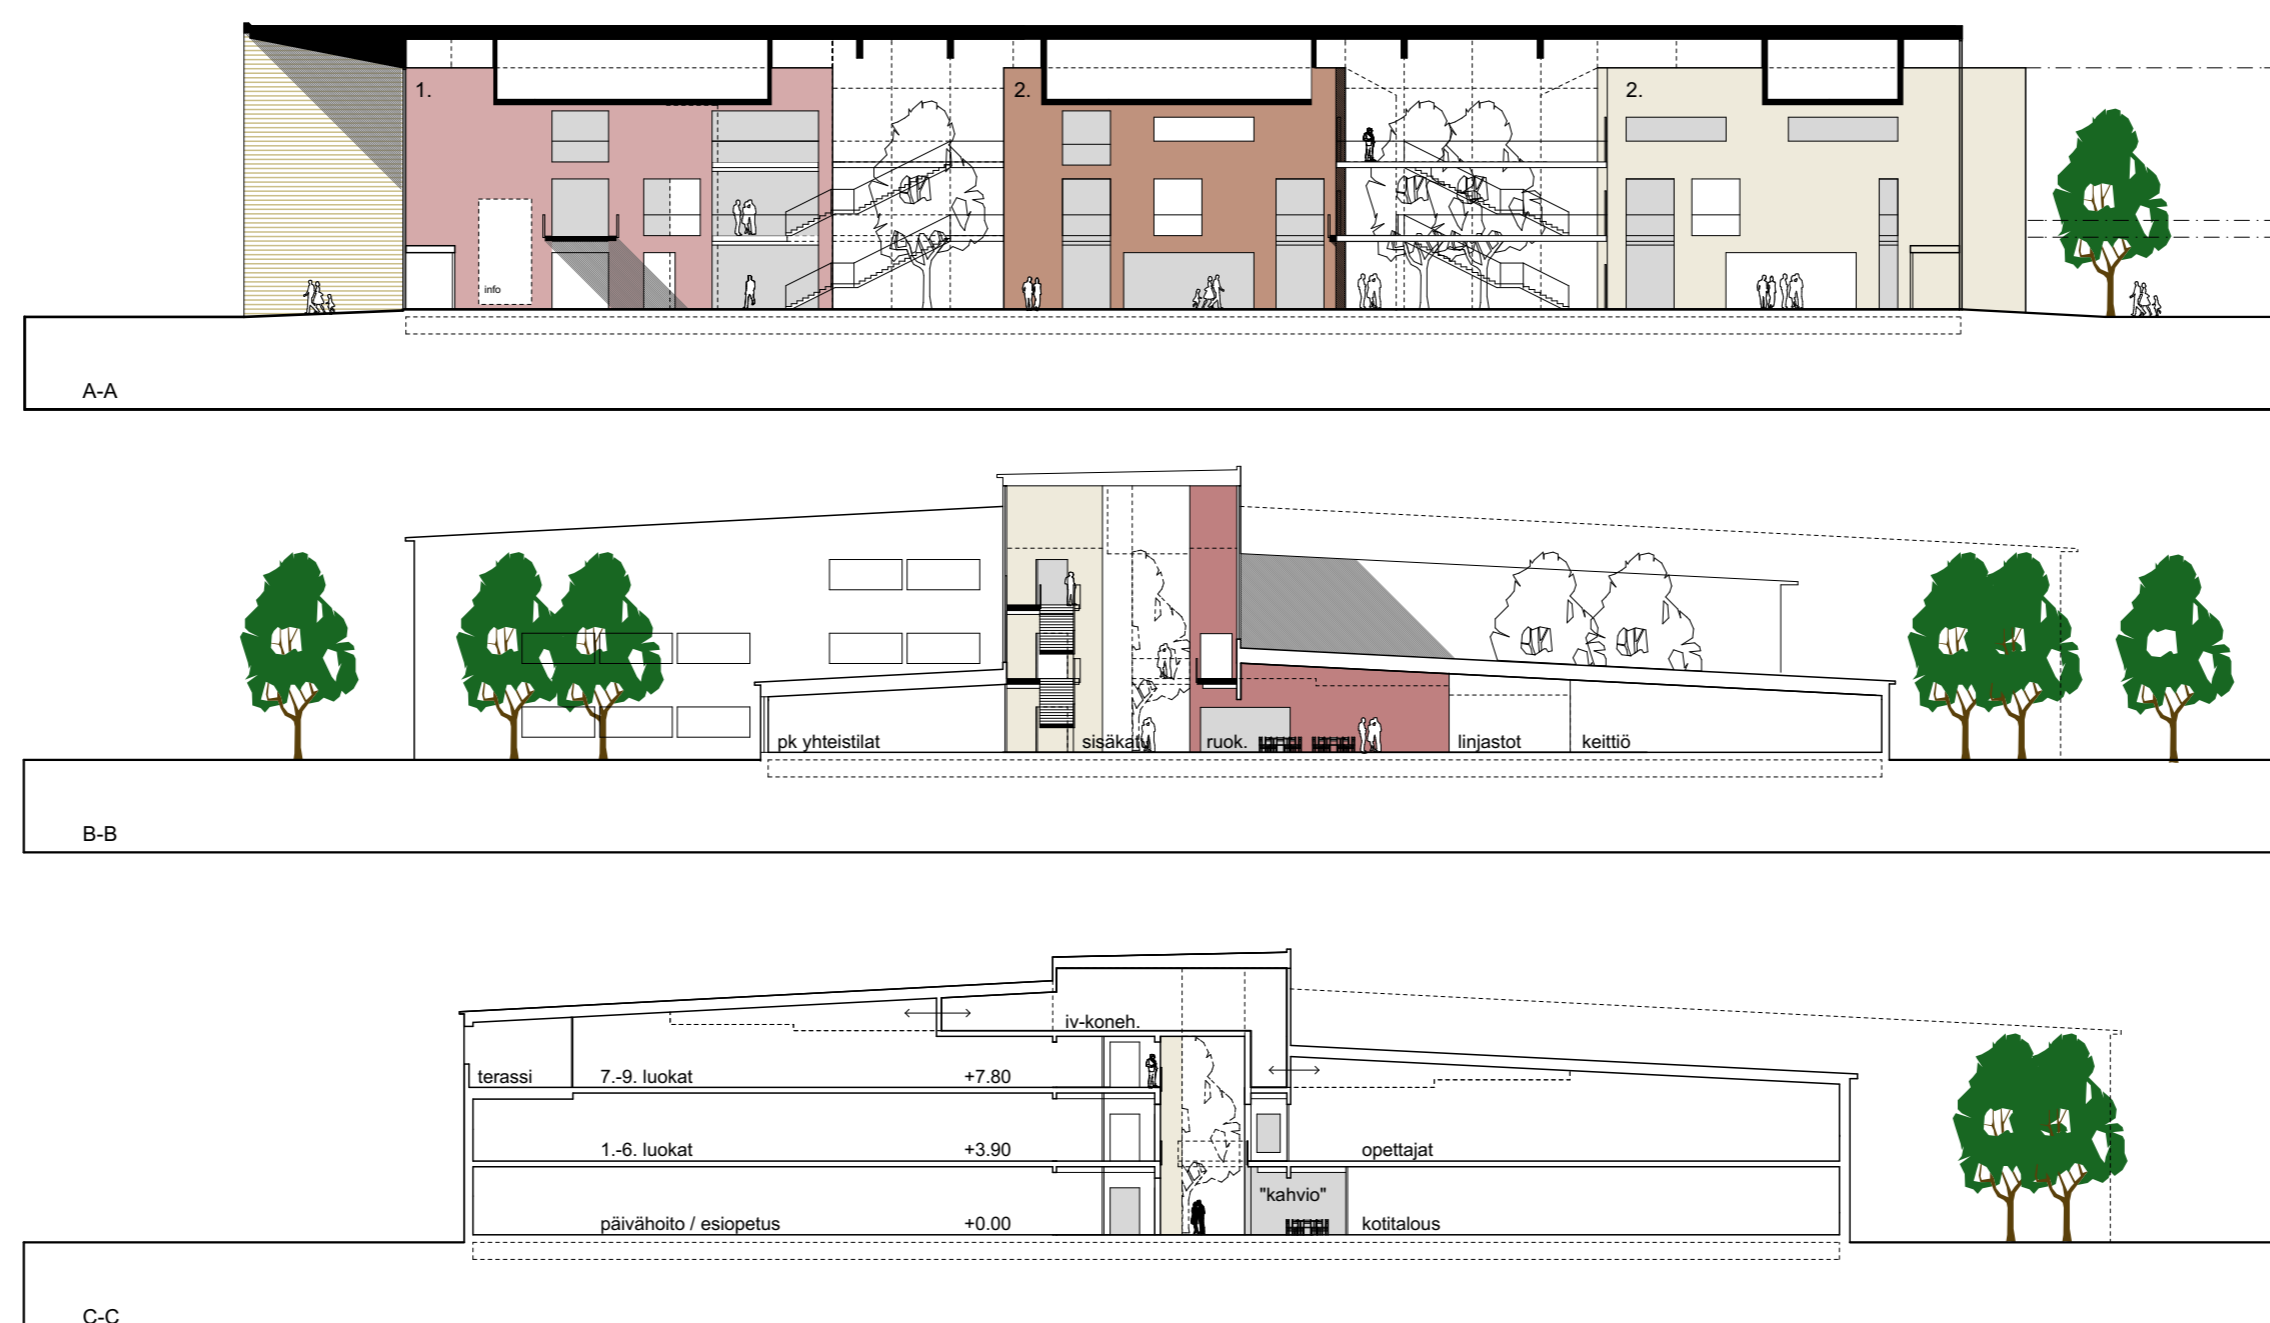 1.
2.
2.
info
A-A
pk yhteistilat
sisäkatu
ruok.
linjastot
keittiö
B-B
iv-koneh.
terassi
7.-9. luokat
+7.80
1.-6. luokat
+3.90
opettajat
"kahvio"
päivähoito / esiopetus
+0.00
kotitalous
C-C